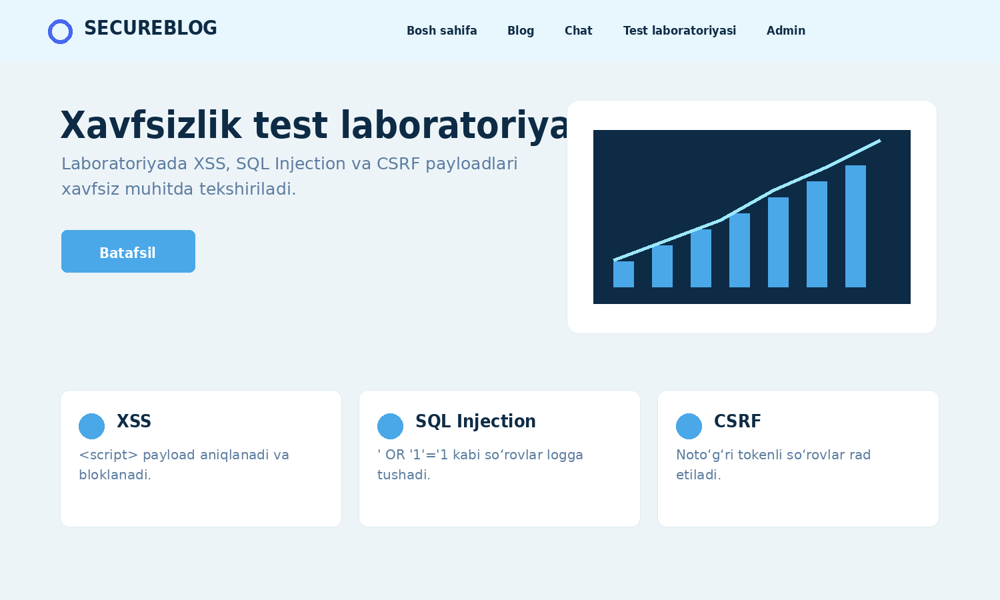 SECUREBLOG
Bosh sahifa Blog Chat Test laboratoriyasi Admin
Xavfsizlik test laboratoriya
Laboratoriyada XSS, SQL Injection va CSRF payloadlari
xavfsiz muhitda tekshiriladi.
Batafsil
XSS
<script> payload aniqlanadi va
bloklanadi.
SQL Injection
' OR '1'='1 kabi so‘rovlar logga
tushadi.
CSRF
Noto‘g‘ri tokenli so‘rovlar rad
etiladi.